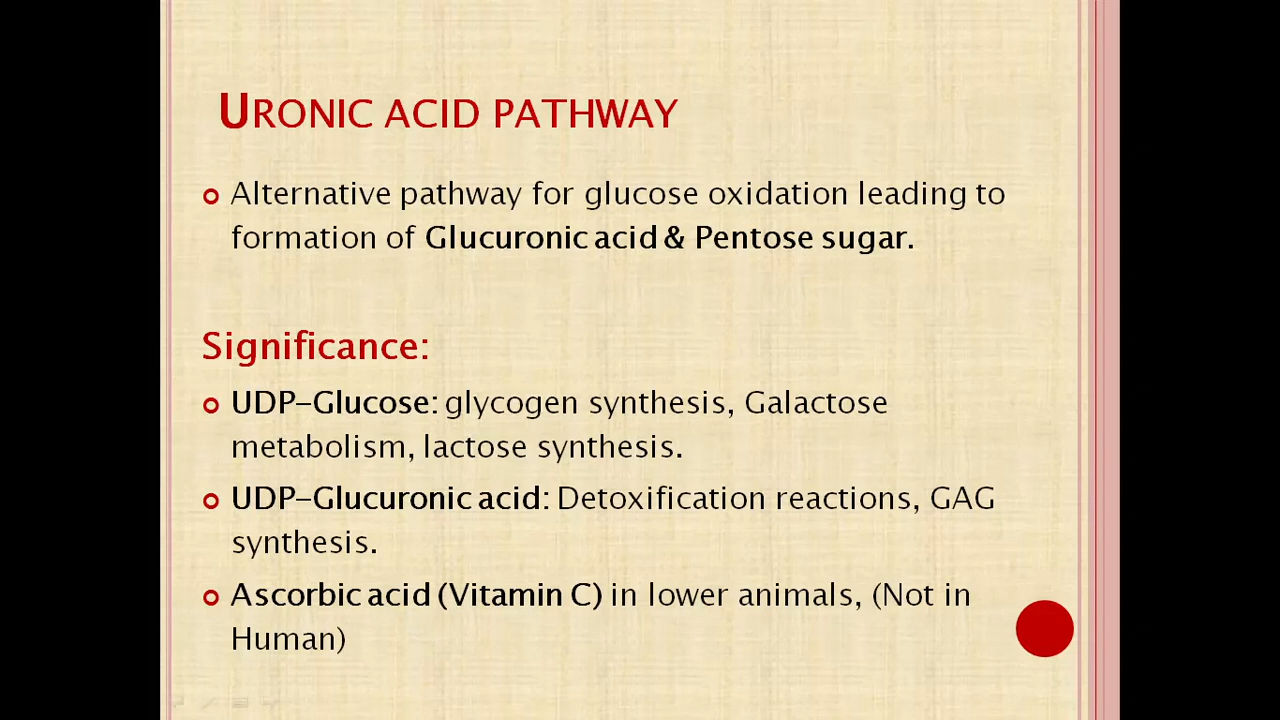 URONIC ACID PATHWAY
Alternative pathway for glucose oxidation leading to
formation of Glucuronic acid & Pentose sugar.
Significance:
UDP-Glucose: glycogen synthesis, Galactose
metabolism, lactose synthesis.
UDP-Glucuronic acid: Detoxification reactions, GAG
synthesis.
Ascorbic acid (Vitamin C) in lower animals, (Not in
Human)